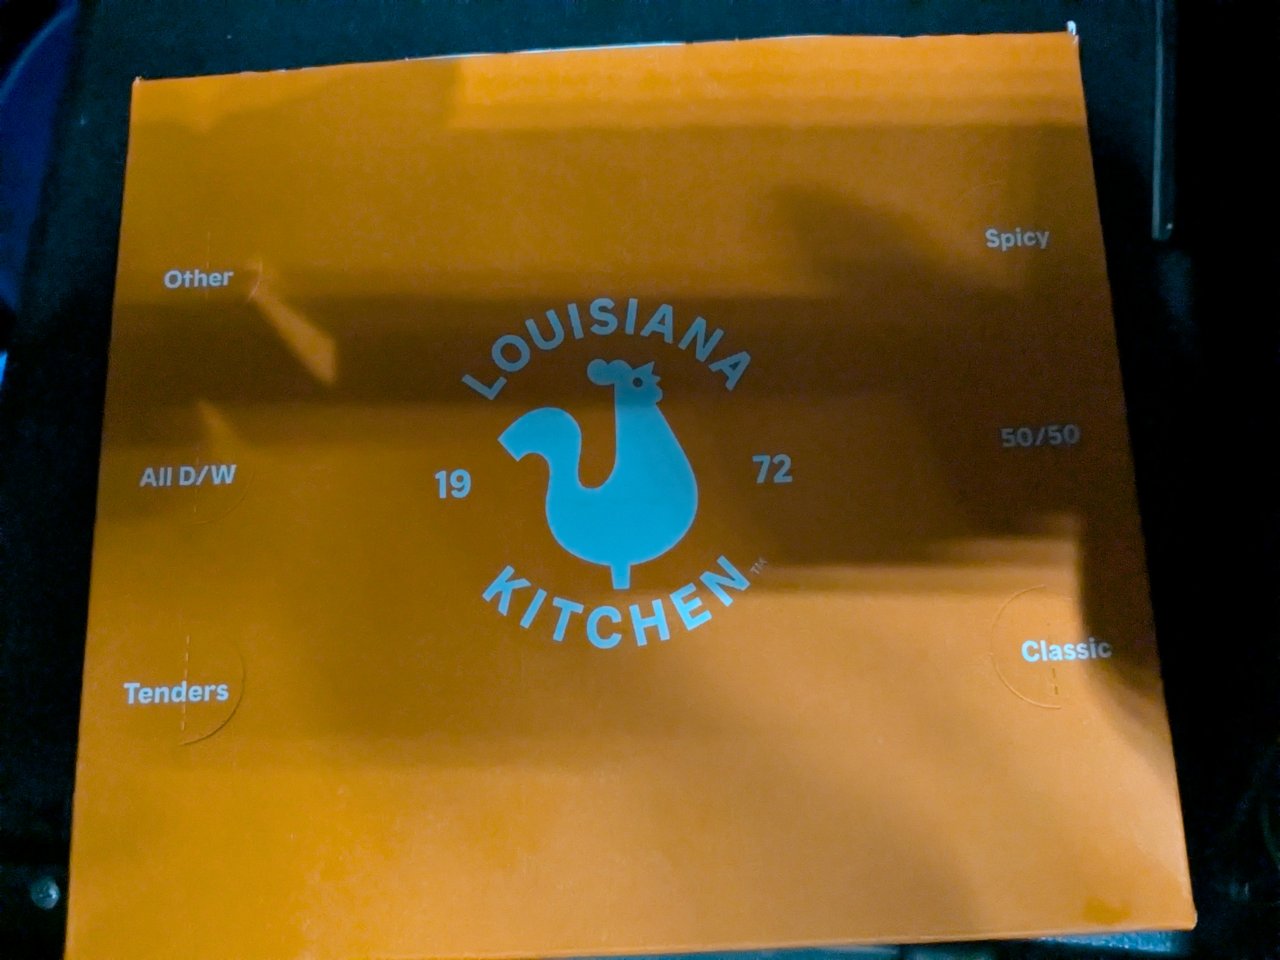 Other
Spicy
LOUISIANA
50/50
All D/W
19 72
KITCHEN™
Tenders
Classic